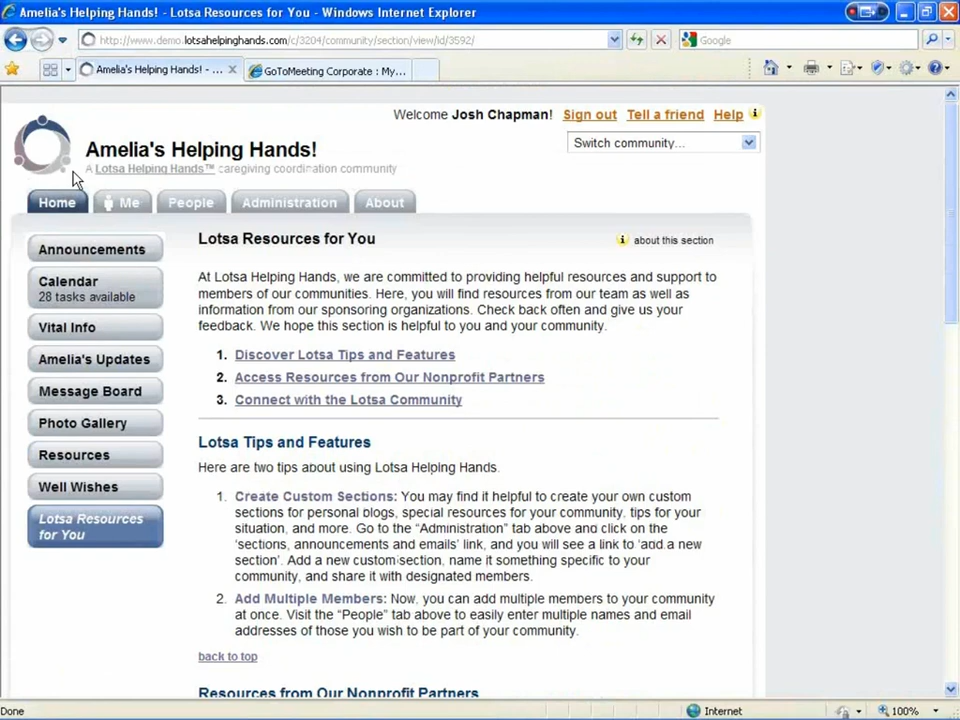 Amelia's Helping Hands! - Lotsa Resources for You - Windows Internet Explorer
http://www.demo.lotsahelpinghands.com/c/3204/community/section/view/id/3592/
Google
Amelia's Helping Hands! - ...
GoToMeeting Corporate : My...
Welcome Josh Chapman! Sign out Tell a friend Help
Amelia's Helping Hands!
Switch community...
A Lotsa Helping Hands™ caregiving coordination community
Home Me People Administration About
Announcements
Calendar
28 tasks available
Vital Info
Amelia's Updates
Message Board
Photo Gallery
Resources
Well Wishes
Lotsa Resources
for You
Lotsa Resources for You
about this section
At Lotsa Helping Hands, we are committed to providing helpful resources and support to
members of our communities. Here, you will find resources from our team as well as
information from our sponsoring organizations. Check back often and give us your
feedback. We hope this section is helpful to you and your community.
1. Discover Lotsa Tips and Features
2. Access Resources from Our Nonprofit Partners
3. Connect with the Lotsa Community
Lotsa Tips and Features
Here are two tips about using Lotsa Helping Hands.
1. Create Custom Sections: You may find it helpful to create your own custom
sections for personal blogs, special resources for your community, tips for your
situation, and more. Go to the “Administration” tab above and click on the
‘sections, announcements and emails’ link, and you will see a link to ‘add a new
section’. Add a new custom section, name it something specific to your
community, and share it with designated members.
2. Add Multiple Members: Now, you can add multiple members to your community
at once. Visit the “People” tab above to easily enter multiple names and email
addresses of those you wish to be part of your community.
back to top
Resources from Our Nonprofit Partners
Done
Internet
100%